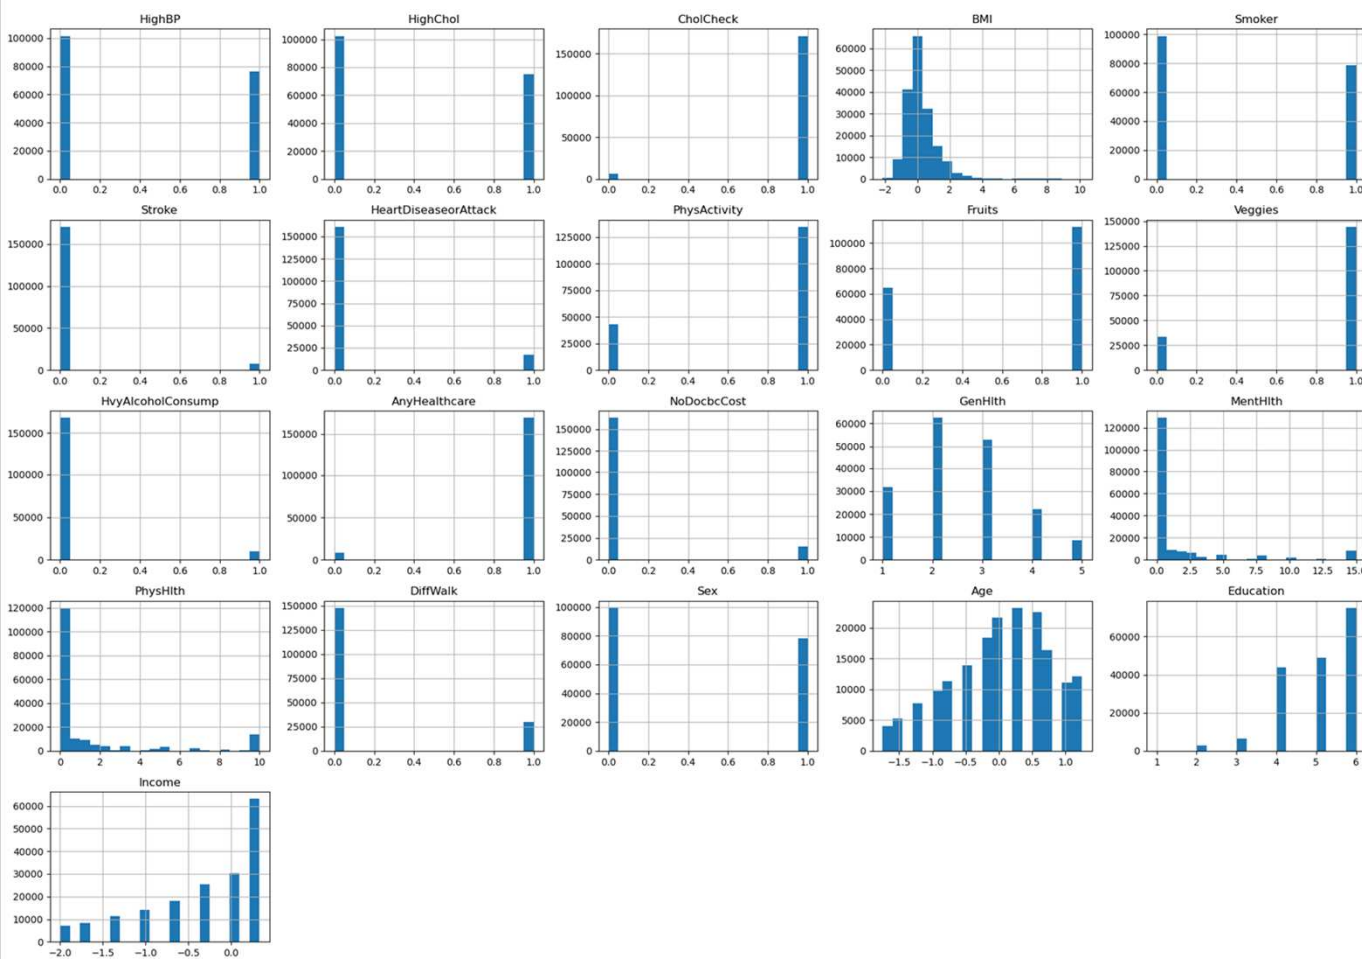 HighBP HighChol CholCheck BMI Smoker
100000 100000 150000 60000 100000
80000 80000 50000 80000
60000 60000 100000 40000 60000
40000 40000 30000 40000
20000 20000 50000 20000 20000
10000
0 0 0 0 0
0.0 0.2 0.4 0.6 0.8 1.0 0.0 0.2 0.4 0.6 0.8 1.0 0.0 0.2 0.4 0.6 0.8 1.0 −2 0 2 4 6 8 10 0.0 0.2 0.4 0.6 0.8 1.0
Stroke HeartDiseaseorAttack PhysActivity Fruits Veggies
150000 150000 125000 100000 150000
125000 100000 80000 125000
100000 100000 75000 60000 100000
75000 50000 40000 75000
50000 50000 25000 20000 50000
25000 25000
0 0 0 0 0
0.0 0.2 0.4 0.6 0.8 1.0 0.0 0.2 0.4 0.6 0.8 1.0 0.0 0.2 0.4 0.6 0.8 1.0 0.0 0.2 0.4 0.6 0.8 1.0 0.0 0.2 0.4 0.6 0.8 1.0
HvyAlcoholConsump AnyHealthcare NoDocbcCost GenHlth MentHlth
150000 150000 150000 60000 120000
125000 50000 100000
100000 100000 100000 40000 80000
75000 30000 60000
50000 50000 50000 20000 40000
25000 10000 20000
0 0 0 0 0
0.0 0.2 0.4 0.6 0.8 1.0 0.0 0.2 0.4 0.6 0.8 1.0 0.0 0.2 0.4 0.6 0.8 1.0 1 2 3 4 5 0.0 2.5 5.0 7.5 10.0 12.5
PhysHlth DiffWalk Sex Age Education
120000 150000 100000 20000 60000
100000 125000 80000
80000 100000 60000 15000 40000
60000 75000 40000 10000
40000 50000 20000 5000 20000
20000 25000
0 0 0 0 0
0 2 4 6 8 10 0.0 0.2 0.4 0.6 0.8 1.0 0.0 0.2 0.4 0.6 0.8 1.0 −1.5 −1.0 −0.5 0.0 0.5 1.0 1 2 3 4 5 6
Income
60000
50000
40000
30000
20000
10000
0
−2.0 −1.5 −1.0 −0.5 0.0